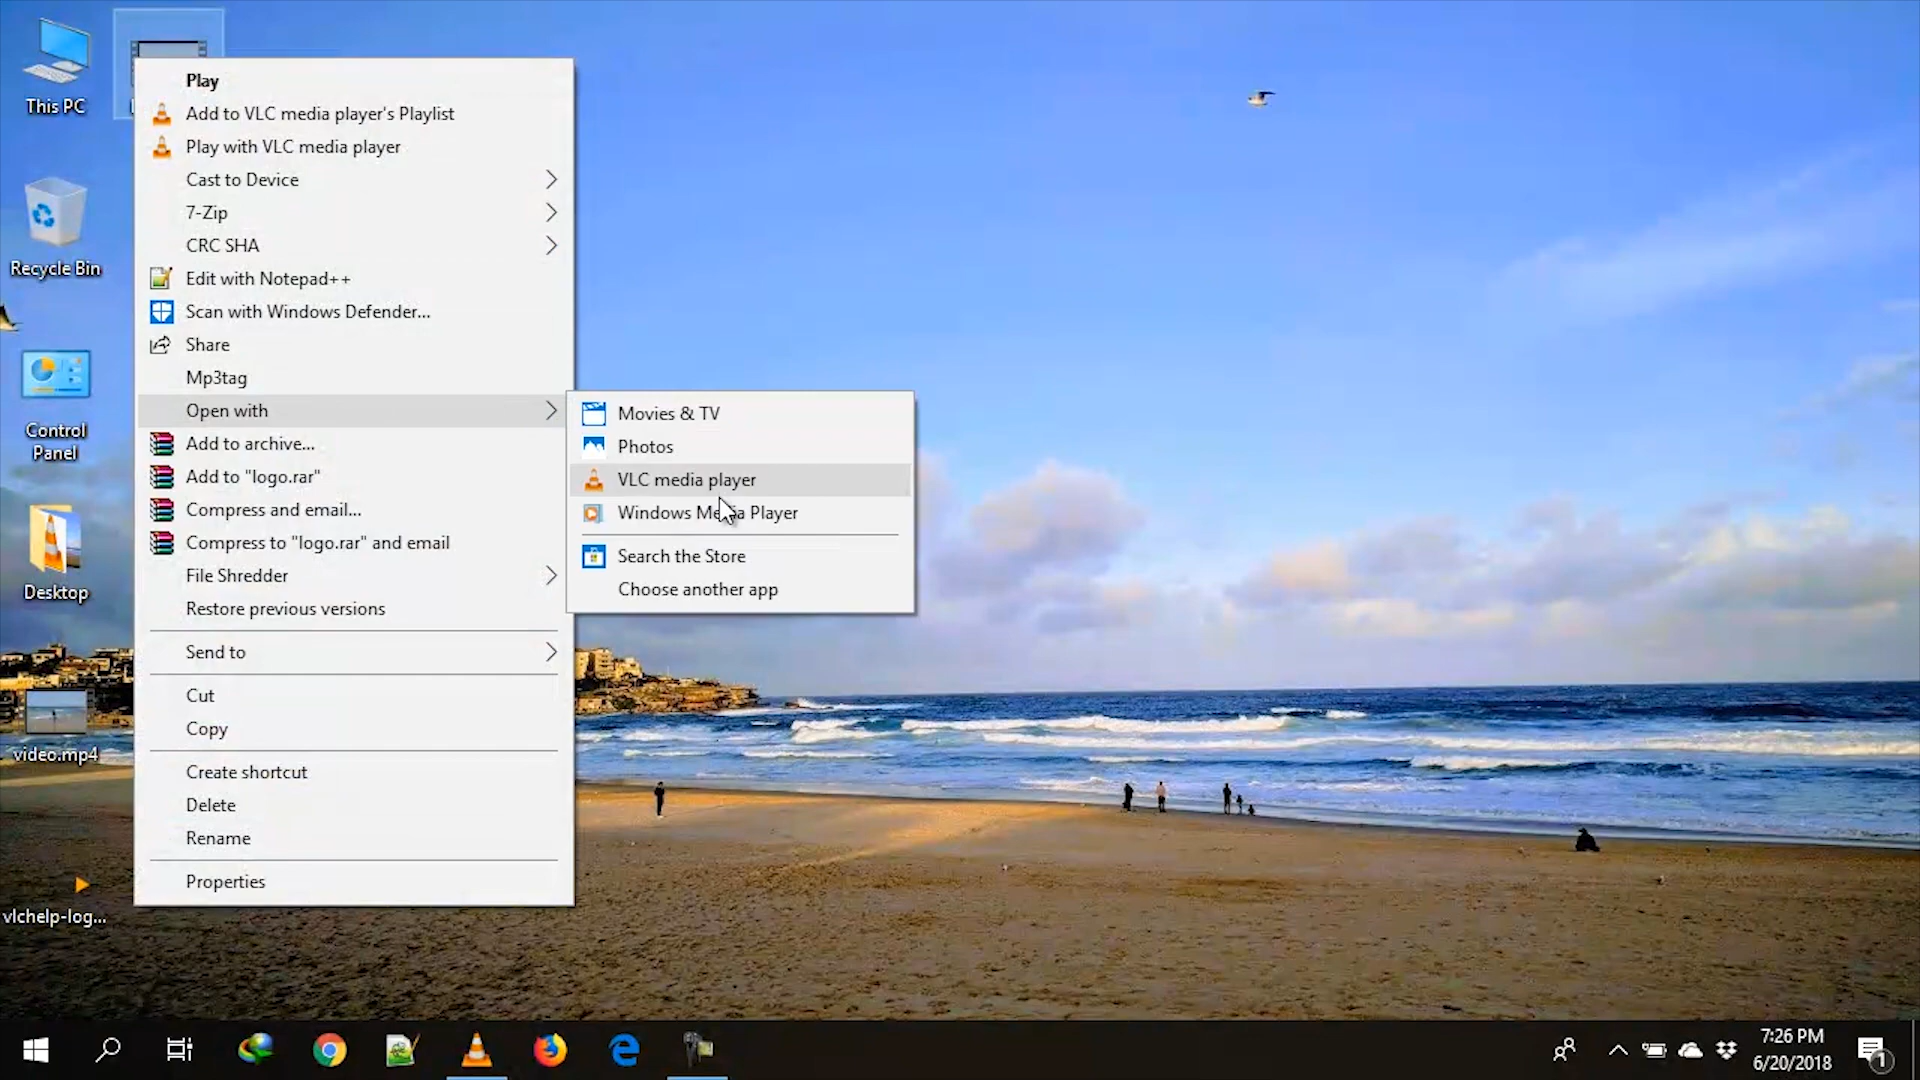 This PC
Recycle Bin
Control
Panel
Desktop
video.mp4
vlchelp-log...
Play
Add to VLC media player's Playlist
Play with VLC media player
Cast to Device
7-Zip
CRC SHA
Edit with Notepad++
Scan with Windows Defender...
Share
Mp3tag
Open with
Add to archive...
Add to "logo.rar"
Compress and email...
Compress to "logo.rar" and email
File Shredder
Restore previous versions
Send to
Cut
Copy
Create shortcut
Delete
Rename
Properties
Movies & TV
Photos
VLC media player
Windows Media Player
Search the Store
Choose another app
7:26 PM
6/20/2018
1